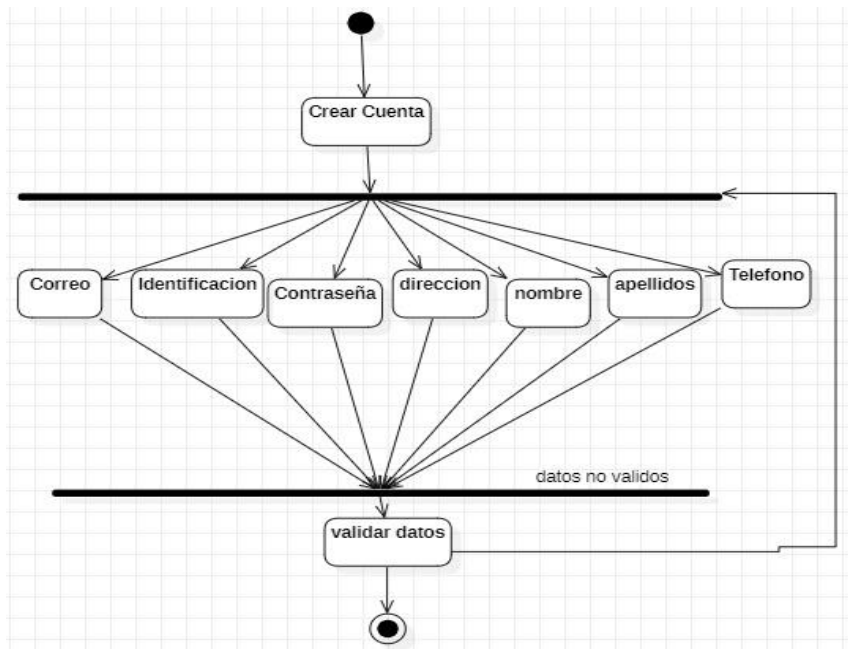 Crear Cuenta
Correo
Identificacion
Contraseña
direccion
nombre
apellidos
Telefono
datos no validos
validar datos